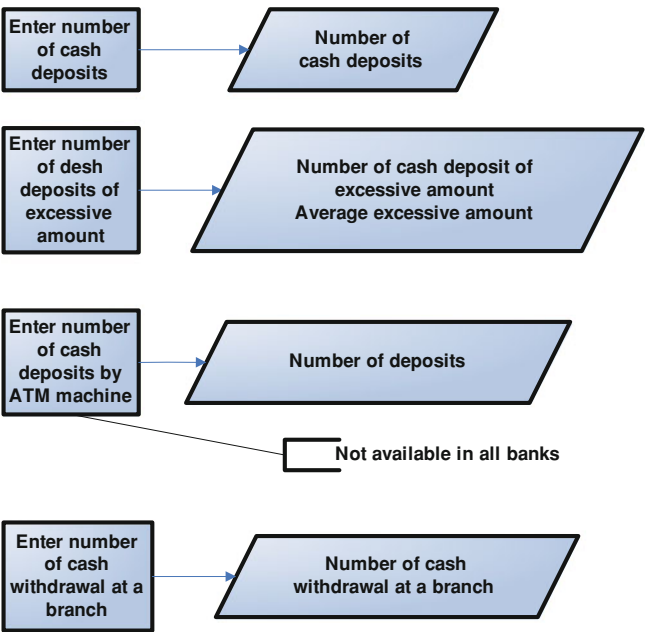 Enter number
of cash
deposits
Number of
cash deposits
Enter number
of desh
deposits of
excessive
amount
Number of cash deposit of
excessive amount
Average excessive amount
Enter number
of cash
deposits by
ATM machine
Number of deposits
Not available in all banks
Enter number
of cash
withdrawal at a
branch
Number of cash
withdrawal at a branch